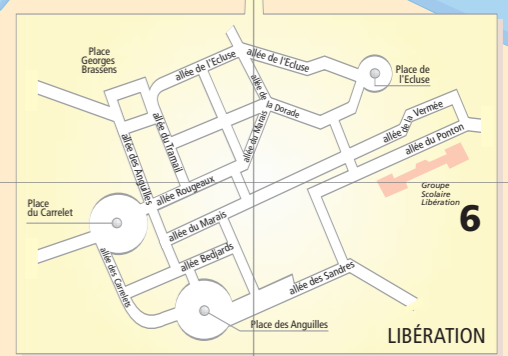 Place
Georges
Brassens
allée de l'Ecluse
allée de l'Ecluse
Place de
l'Ecluse
allée de
la Dorade
allée du Marais
allée du Tramail
allée des Anguilles
allée de la Vermée
allée du Ponton
Groupe
Scolaire
Libération
6
allée Rougeaux
Place
du Carrelet
allée du Marais
allée Bedjards
allée des Carrelets
allée des Sandres
Place des Anguilles
LIBÉRATION